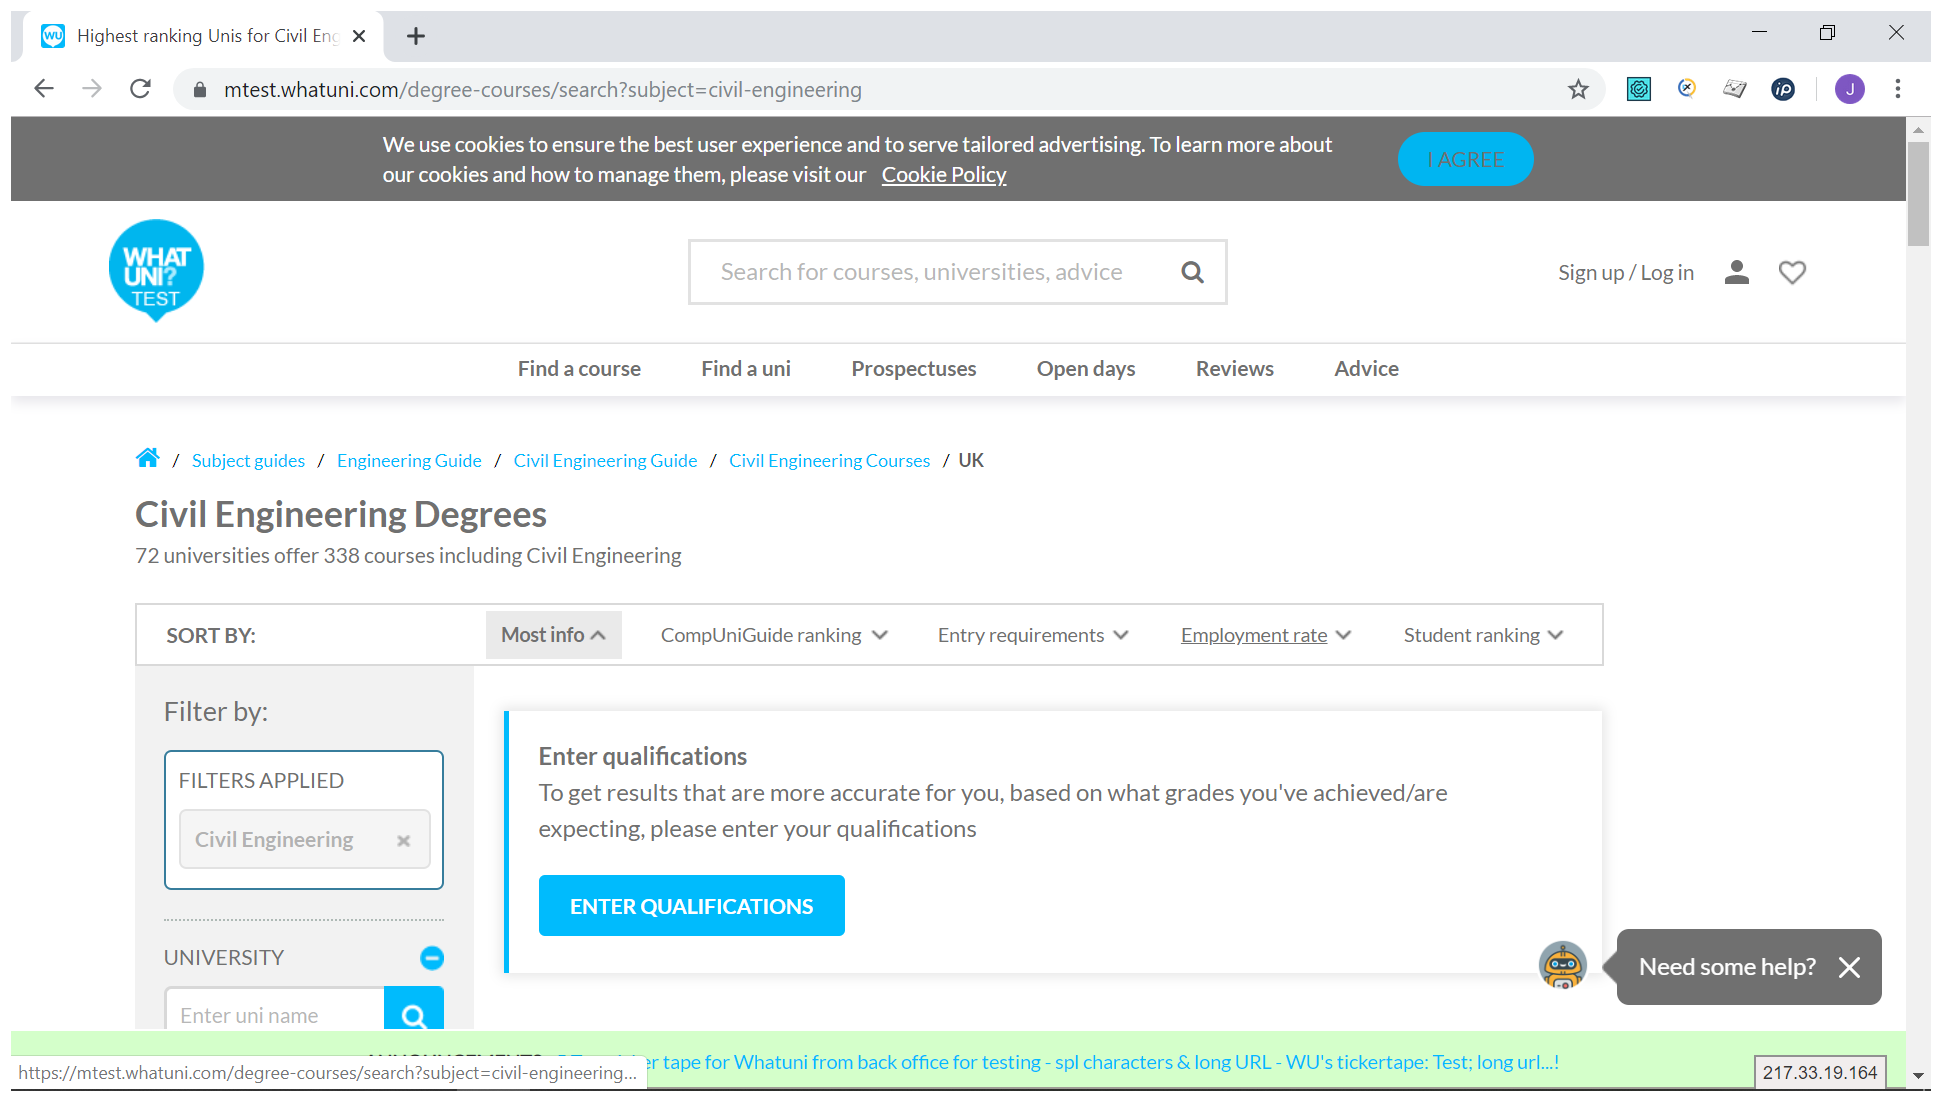 Highest ranking Unis for Civil Eng
mtest.whatuni.com/degree-courses/search?subject=civil-engineering
J
We use cookies to ensure the best user experience and to serve tailored advertising. To learn more about
our cookies and how to manage them, please visit our Cookie Policy
I AGREE
WHAT
UNI?
TEST
Search for courses, universities, advice
Sign up / Log in
Find a course Find a uni Prospectuses Open days Reviews Advice
/ Subject guides / Engineering Guide / Civil Engineering Guide / Civil Engineering Courses / UK
Civil Engineering Degrees
72 universities offer 338 courses including Civil Engineering
SORT BY: Most info CompUniGuide ranking Entry requirements Employment rate Student ranking
Filter by:
FILTERS APPLIED
Civil Engineering
UNIVERSITY
Enter uni name
Enter qualifications
To get results that are more accurate for you, based on what grades you've achieved/are
expecting, please enter your qualifications
ENTER QUALIFICATIONS
Need some help?
tape for Whatuni from back office for testing - spl characters & long URL - WU's tickertape: Test; long url...!
https://mtest.whatuni.com/degree-courses/search?subject=civil-engineering...
217.33.19.164